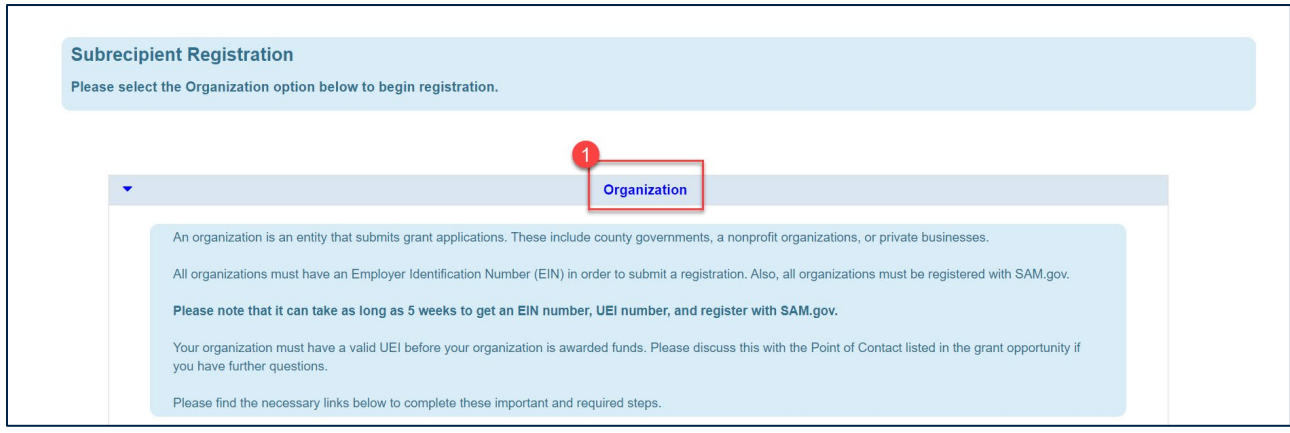 Subrecipient Registration
Please select the Organization option below to begin registration.
1
Organization
An organization is an entity that submits grant applications. These include county governments, a nonprofit organizations, or private businesses.
All organizations must have an Employer Identification Number (EIN) in order to submit a registration. Also, all organizations must be registered with SAM.gov.
Please note that it can take as long as 5 weeks to get an EIN number, UEI number, and register with SAM.gov.
Your organization must have a valid UEI before your organization is awarded funds. Please discuss this with the Point of Contact listed in the grant opportunity if
you have further questions.
Please find the necessary links below to complete these important and required steps.